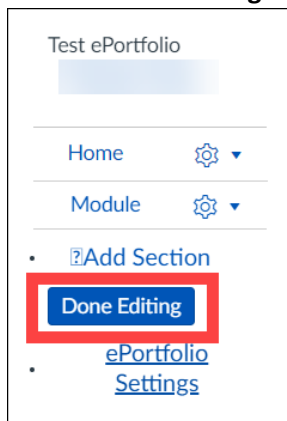 Test ePortfolio
Home
Module
Add Section
Done Editing
ePortfolio
Settings